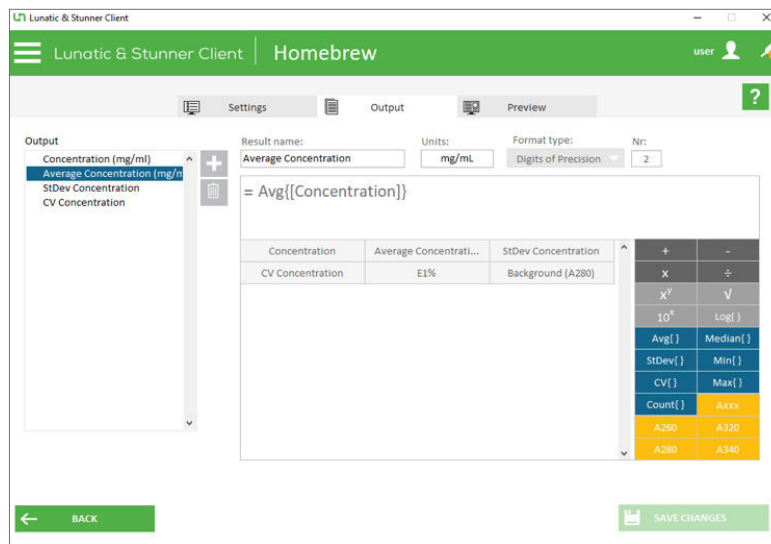 Lunatic & Stunner Client
Lunatic & Stunner Client Homebrew user
Settings Output Preview ?
Output
Concentration (mg/ml)
Average Concentration (mg/m
StDev Concentration
CV Concentration
Result name: Units: Format type: Nr:
Average Concentration mg/mL Digits of Precision 2
= Avg{[Concentration]}
Concentration Average Concentrati... StDev Concentration
CV Concentration E1% Background (A280)
+ -
x ÷
xʸ √
10ˣ Log{ }
Avg{ } Median{ }
StDev{ } Min{ }
CV{ } Max{ }
Count{ } Axxx
A260 A320
A280 A340
BACK SAVE CHANGES